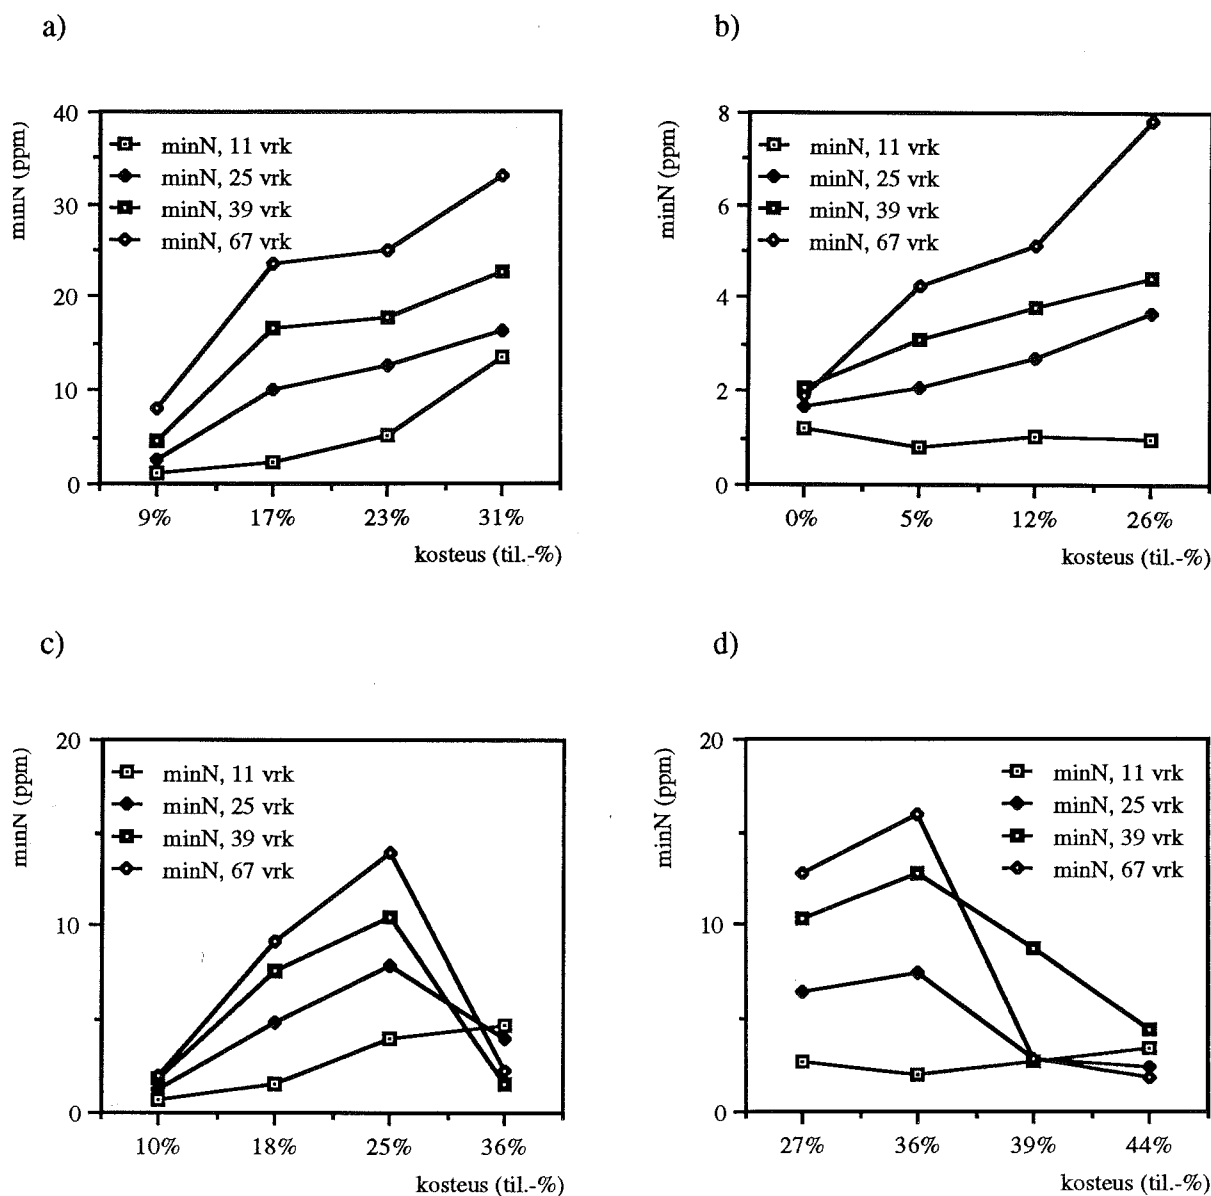 a)
minN (ppm)
40
30
20
10
0
minN, 11 vrk
minN, 25 vrk
minN, 39 vrk
minN, 67 vrk
9% 17% 23% 31%
kosteus (til.-%)
b)
minN (ppm)
8
6
4
2
0
minN, 11 vrk
minN, 25 vrk
minN, 39 vrk
minN, 67 vrk
0% 5% 12% 26%
kosteus (til.-%)
c)
minN (ppm)
20
10
0
minN, 11 vrk
minN, 25 vrk
minN, 39 vrk
minN, 67 vrk
10% 18% 25% 36%
kosteus (til.-%)
d)
minN (ppm)
20
10
0
minN, 11 vrk
minN, 25 vrk
minN, 39 vrk
minN, 67 vrk
27% 36% 39% 44%
kosteus (til.-%)